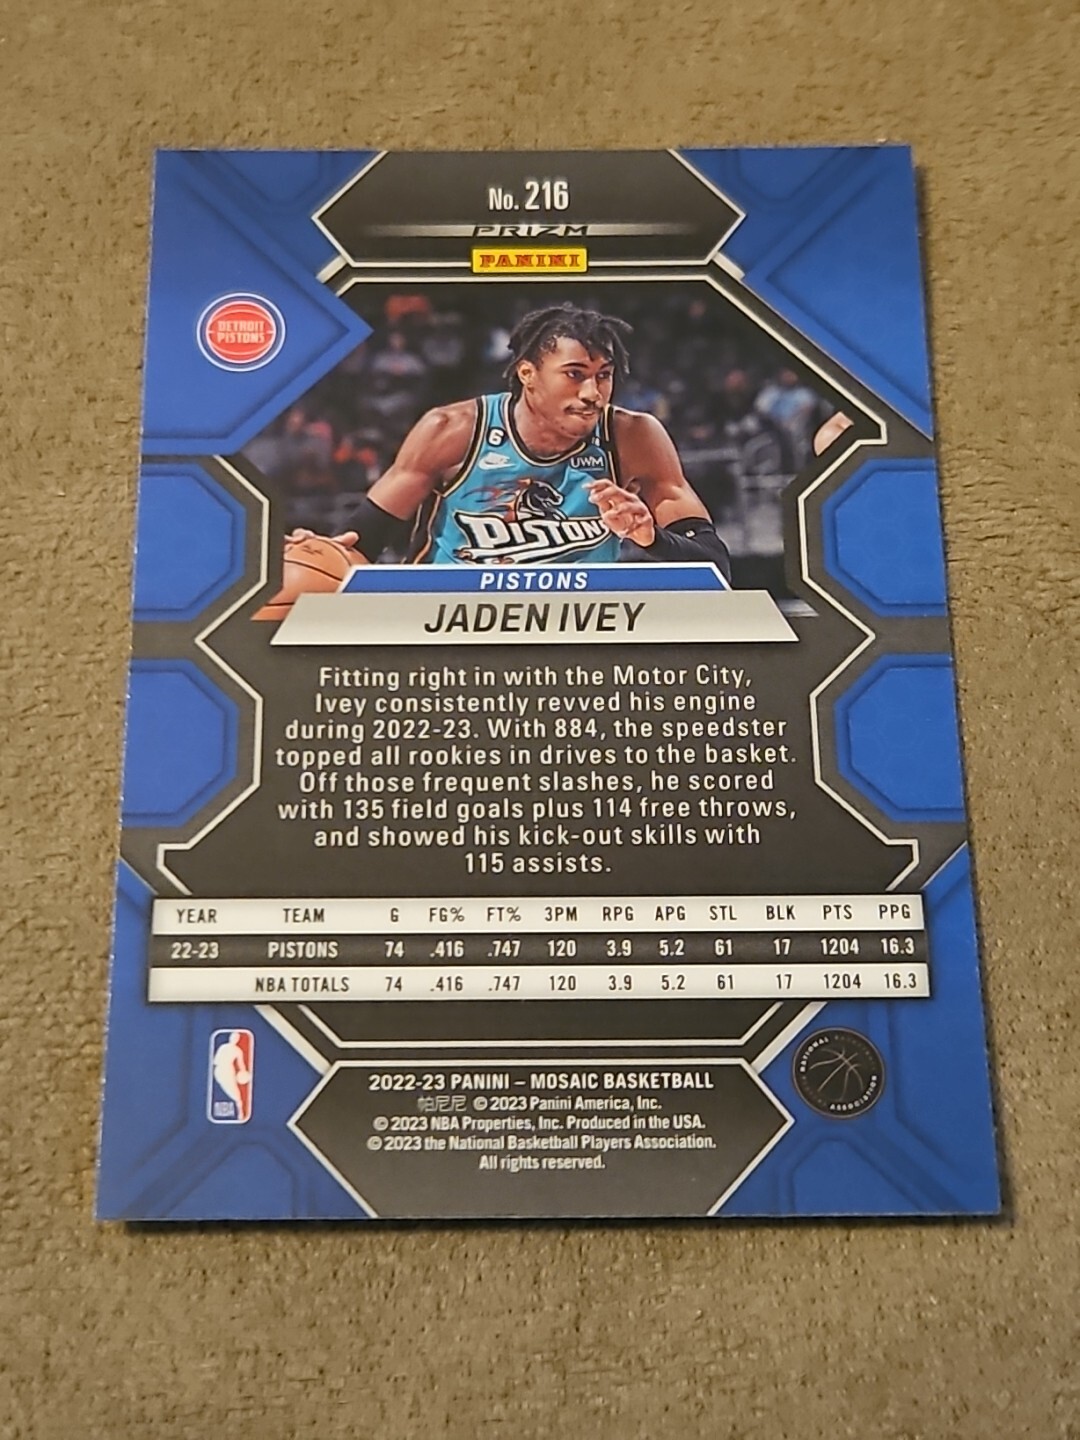 No. 216
PRIZM
PANINI
DETROIT
PISTONS
6
UWM
PISTONS
PISTONS
JADEN IVEY
Fitting right in with the Motor City,
Ivey consistently revved his engine
during 2022-23. With 884, the speedster
topped all rookies in drives to the basket.
Off those frequent slashes, he scored
with 135 field goals plus 114 free throws,
and showed his kick-out skills with
115 assists.
YEAR TEAM G FG% FT% 3PM RPG APG STL BLK PTS PPG
22-23 PISTONS 74 .416 .747 120 3.9 5.2 61 17 1204 16.3
NBA TOTALS 74 .416 .747 120 3.9 5.2 61 17 1204 16.3
NBA
NATIONAL BASKETBALL PLAYERS ASSOCIATION
2022-23 PANINI – MOSAIC BASKETBALL
帕尼尼 © 2023 Panini America, Inc.
© 2023 NBA Properties, Inc. Produced in the USA.
© 2023 the National Basketball Players Association.
All rights reserved.